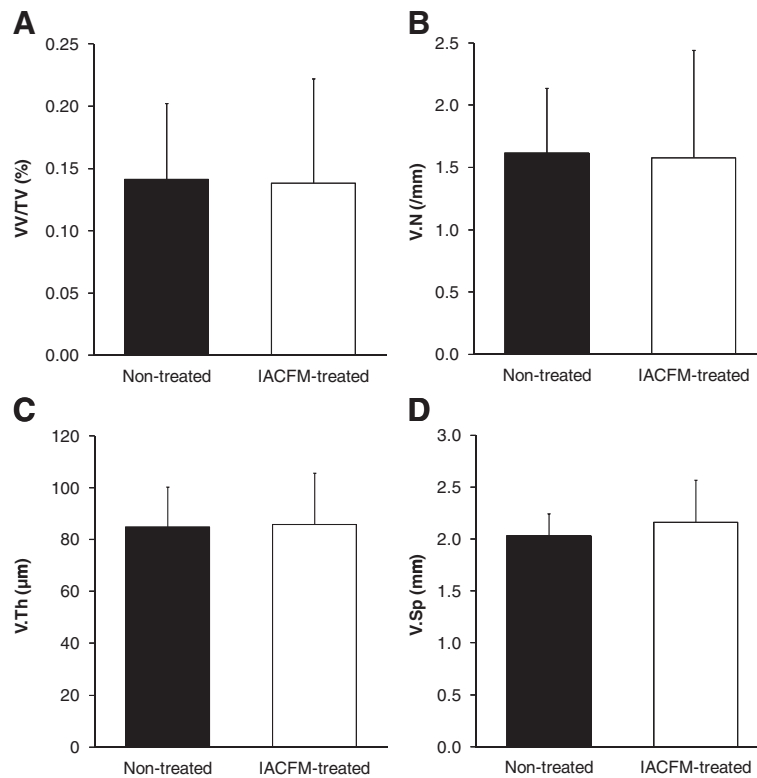 A
VV/TV (%)
0.25
0.20
0.15
0.10
0.05
0.00
Non-treated
IACFM-treated
B
V.N (/mm)
2.5
2.0
1.5
1.0
0.5
0.0
Non-treated
IACFM-treated
C
V.Th (µm)
120
100
80
60
40
20
0
Non-treated
IACFM-treated
D
V.Sp (mm)
3.0
2.5
2.0
1.5
1.0
0.5
0.0
Non-treated
IACFM-treated